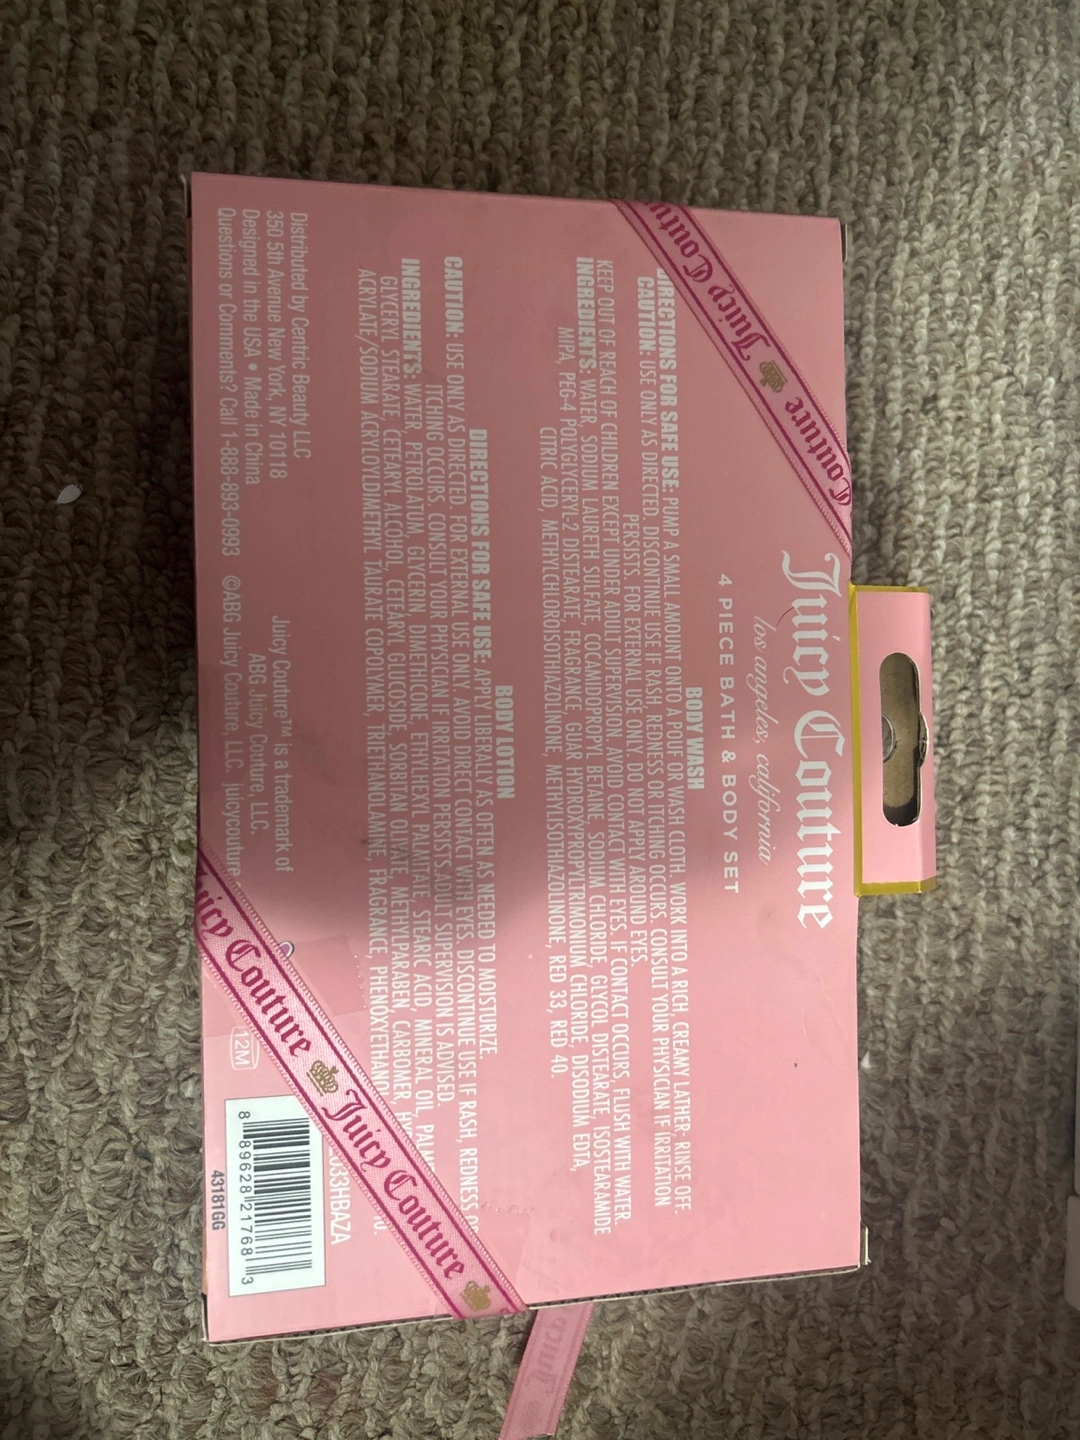 Juicy Couture
los angeles, california
4 PIECE BATH & BODY SET
BODY WASH
DIRECTIONS FOR SAFE USE: PUMP A SMALL AMOUNT ONTO A POUF OR WASH CLOTH. WORK INTO A RICH, CREAMY LATHER; RINSE OFF.
CAUTION: USE ONLY AS DIRECTED. DISCONTINUE USE IF RASH, REDNESS OR ITCHING OCCURS. CONSULT YOUR PHYSICIAN IF IRRITATION
PERSISTS. FOR EXTERNAL USE ONLY. DO NOT APPLY AROUND EYES.
KEEP OUT OF REACH OF CHILDREN EXCEPT UNDER ADULT SUPERVISION. AVOID CONTACT WITH EYES. IF CONTACT OCCURS, FLUSH WITH WATER.
INGREDIENTS: WATER, SODIUM LAURETH SULFATE, COCAMIDOPROPYL BETAINE, SODIUM CHLORIDE, GLYCOL DISTEARATE, ISOSTEARAMIDE
MIPA, PEG-4 POLYGLYCERYL-2 DISTEARATE, FRAGRANCE, GUAR HYDROXYPROPYLTRIMONIUM CHLORIDE, DISODIUM EDTA,
CITRIC ACID, METHYLCHLOROISOTHIAZOLINONE, METHYLISOTHIAZOLINONE, RED 33, RED 40.
BODY LOTION
DIRECTIONS FOR SAFE USE: APPLY LIBERALLY AS OFTEN AS NEEDED TO MOISTURIZE.
CAUTION: USE ONLY AS DIRECTED. FOR EXTERNAL USE ONLY. AVOID DIRECT CONTACT WITH EYES. DISCONTINUE USE IF RASH, REDNESS OR
ITCHING OCCURS. CONSULT YOUR PHYSICIAN IF IRRITATION PERSISTS. ADULT SUPERVISION IS ADVISED.
INGREDIENTS: WATER, PETROLATUM, GLYCERIN, DIMETHICONE, ETHYLHEXYL PALMITATE, STEARIC ACID, MINERAL OIL,
GLYCERYL STEARATE, CETEARYL ALCOHOL, CETEARYL GLUCOSIDE, SORBITAN OLEATE, METHYLPARABEN, CARBOMER,
ACRYLATE/SODIUM ACRYLOYLDIMETHYL TAURATE COPOLYMER, TRIETHANOLAMINE, FRAGRANCE, PHENOXYETHANOL
Distributed by Centric Beauty LLC
350 5th Avenue New York, NY 10118
Designed in the USA • Made in China
Questions or Comments? Call 1-888-893-0993 ©ABG Juicy Couture, LLC. juicycouture
Juicy Couture™ is a trademark of
ABG Juicy Couture, LLC.
12M
033HBAZA
8 89628 21768 3
431816G
Juicy Couture
Juicy Couture
Couture
Juicy Couture
Juicy Couture